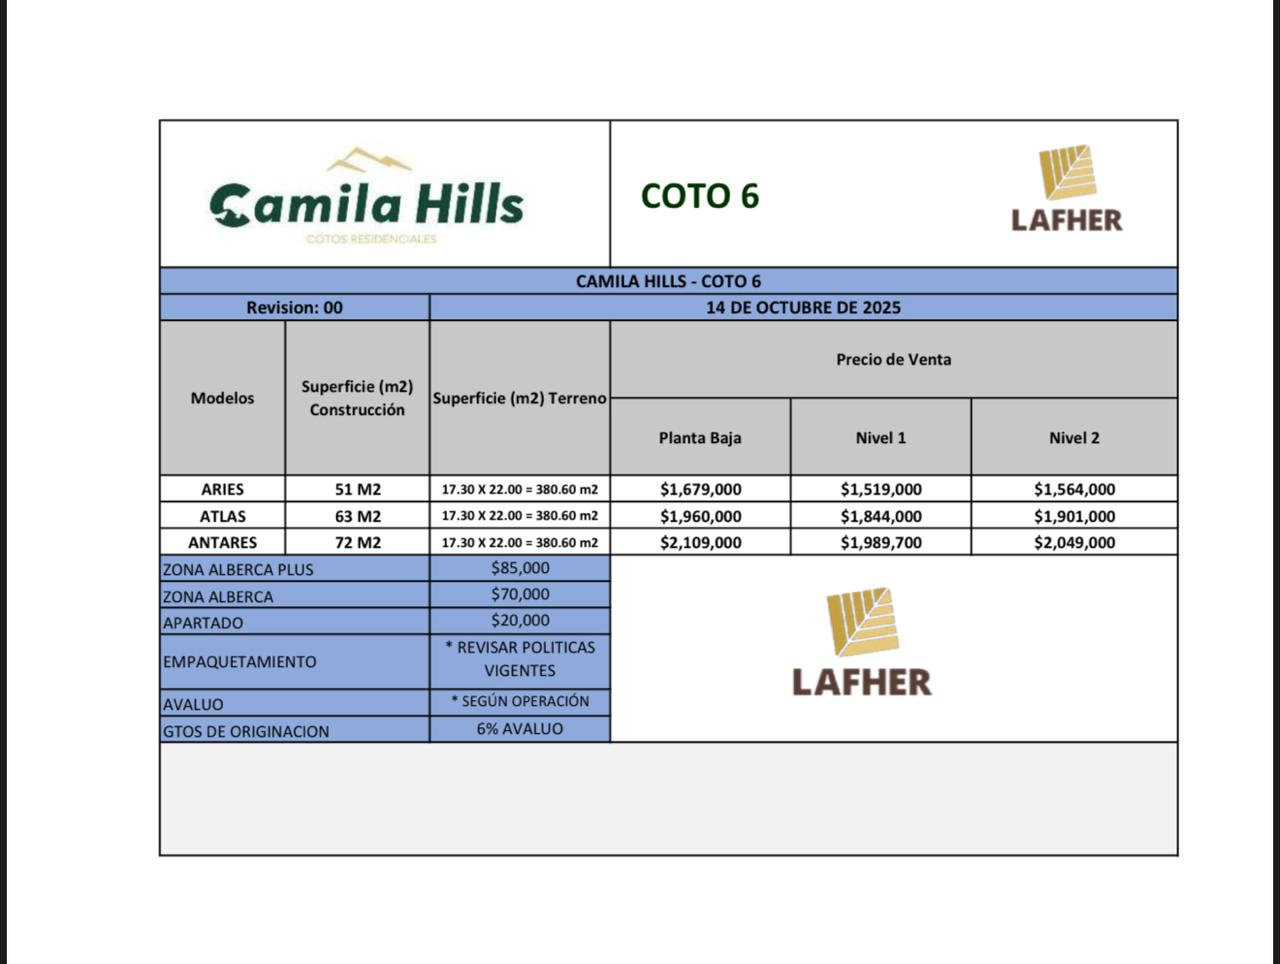 Camila Hills
COTOS RESIDENCIALES
COTO 6
LAFHER
CAMILA HILLS - COTO 6
Revision: 00
14 DE OCTUBRE DE 2025
Modelos
Superficie (m2)
Construcción
Superficie (m2) Terreno
Precio de Venta
Planta Baja
Nivel 1
Nivel 2
ARIES 51 M2 17.30 X 22.00 = 380.60 m2 $1,679,000 $1,519,000 $1,564,000
ATLAS 63 M2 17.30 X 22.00 = 380.60 m2 $1,960,000 $1,844,000 $1,901,000
ANTARES 72 M2 17.30 X 22.00 = 380.60 m2 $2,109,000 $1,989,700 $2,049,000
ZONA ALBERCA PLUS $85,000
ZONA ALBERCA $70,000
APARTADO $20,000
EMPAQUETAMIENTO
* REVISAR POLITICAS
VIGENTES
AVALUO * SEGÚN OPERACIÓN
GTOS DE ORIGINACION 6% AVALUO
LAFHER